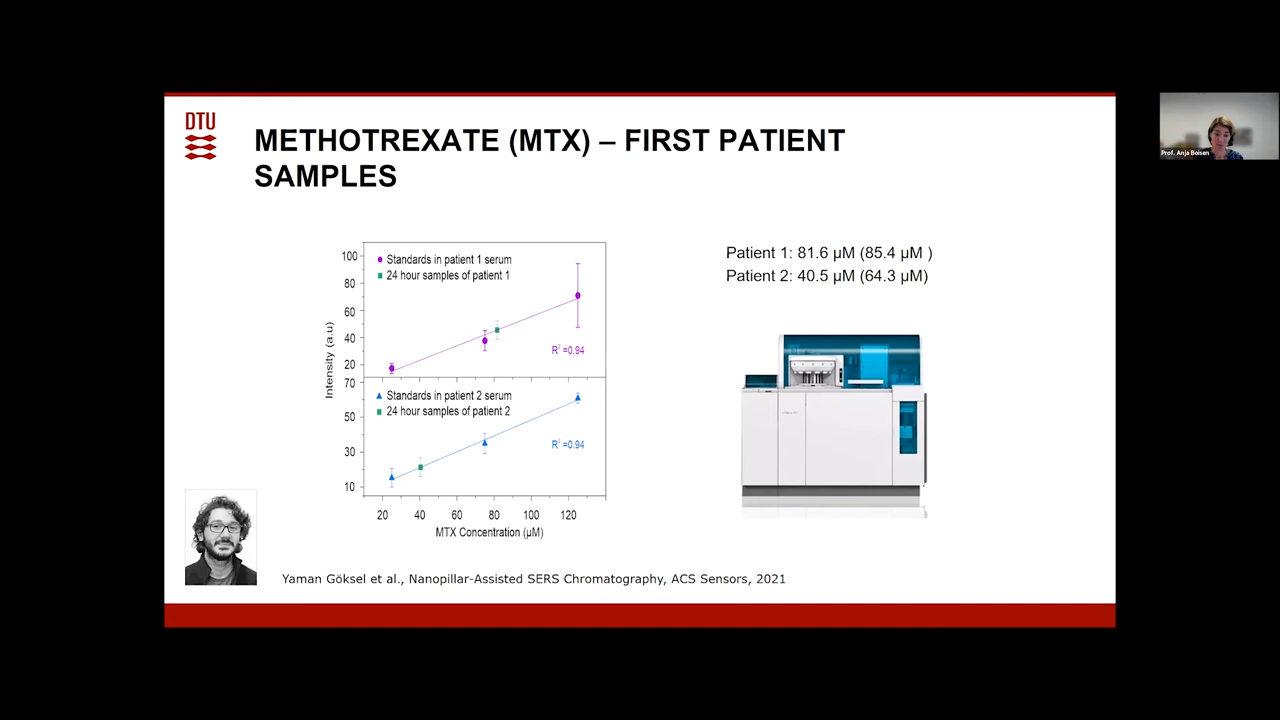 DTU
METHOTREXATE (MTX) – FIRST PATIENT
SAMPLES
Prof. Anja Boisen
Intensity (a.u)
100
80
60
40
20
Standards in patient 1 serum
24 hour samples of patient 1
R²=0.94
70
50
30
10
Standards in patient 2 serum
24 hour samples of patient 2
R²=0.94
20 40 60 80 100 120
MTX Concentration (µM)
Patient 1: 81.6 µM (85.4 µM )
Patient 2: 40.5 µM (64.3 µM)
Yaman Göksel et al., Nanopillar-Assisted SERS Chromatography, ACS Sensors, 2021